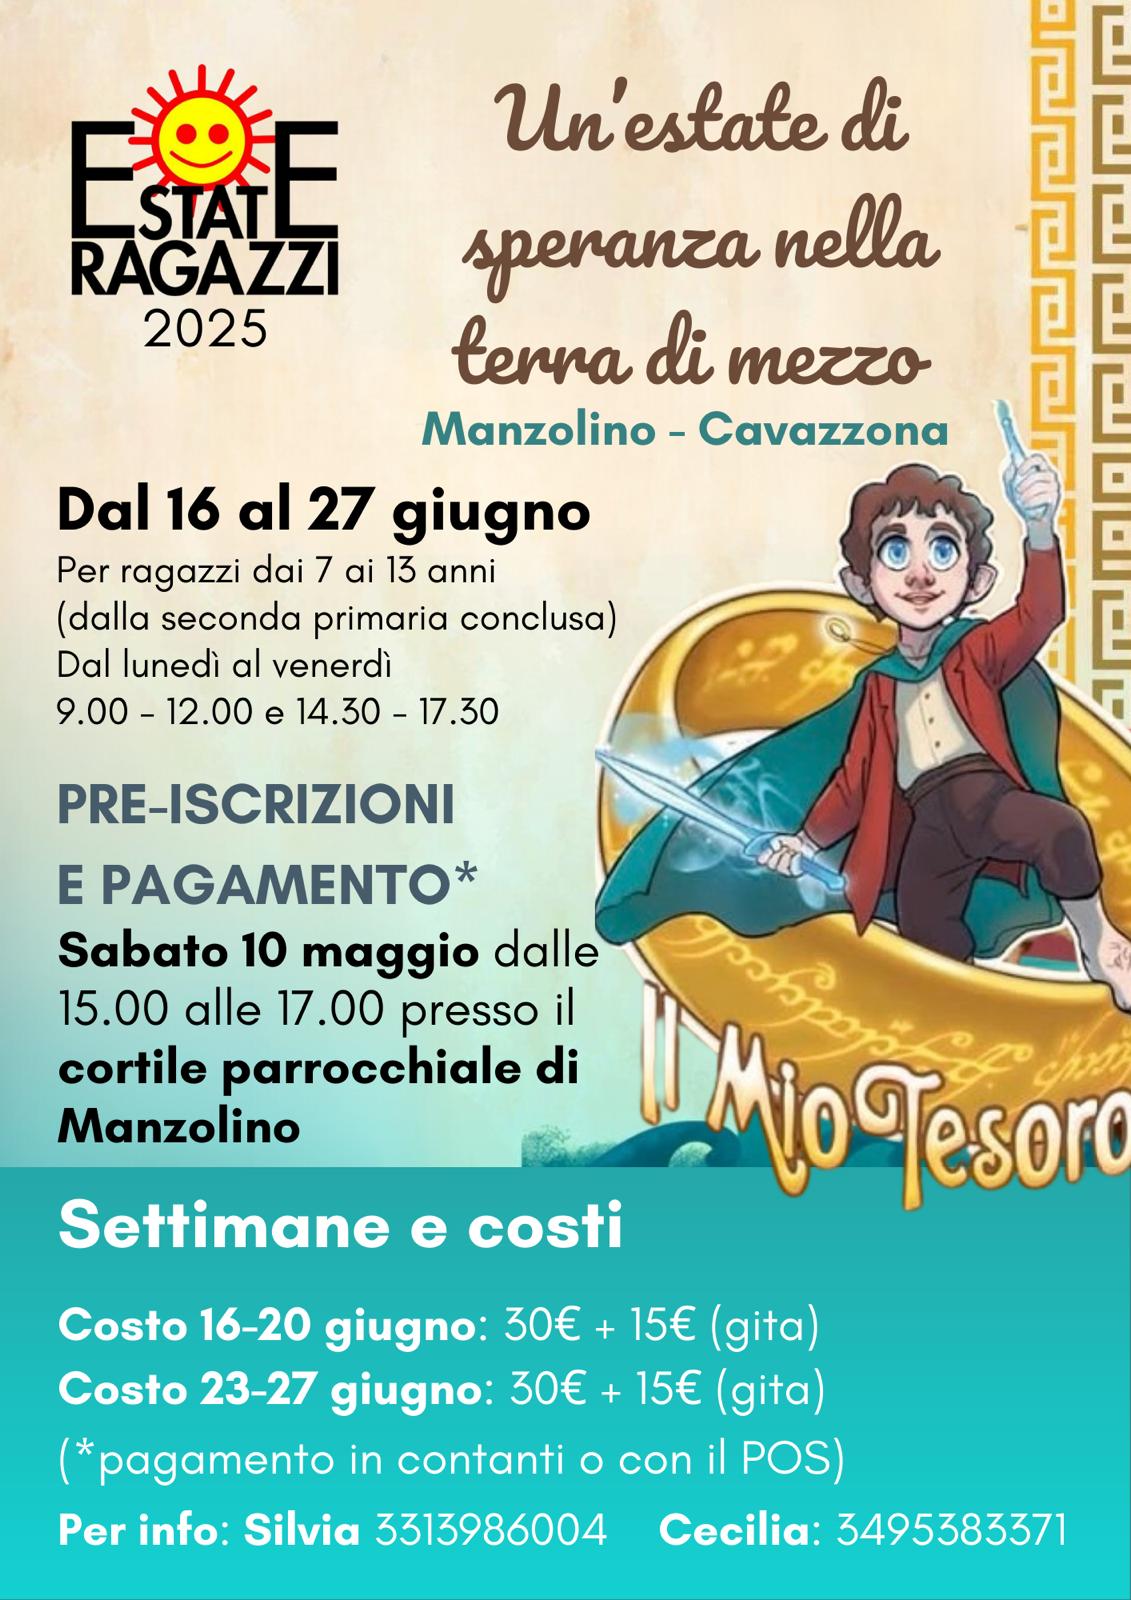 ESTATE
RAGAZZI
2025
Un'estate di
speranza nella
terra di mezzo
Manzolino - Cavazzona
Dal 16 al 27 giugno
Per ragazzi dai 7 ai 13 anni
(dalla seconda primaria conclusa)
Dal lunedì al venerdì
9.00 - 12.00 e 14.30 - 17.30
PRE-ISCRIZIONI
E PAGAMENTO*
Sabato 10 maggio dalle
15.00 alle 17.00 presso il
cortile parrocchiale di
Manzolino
Il Mio Tesoro
Settimane e costi
Costo 16-20 giugno: 30€ + 15€ (gita)
Costo 23-27 giugno: 30€ + 15€ (gita)
(*pagamento in contanti o con il POS)
Per info: Silvia 3313986004 Cecilia: 3495383371